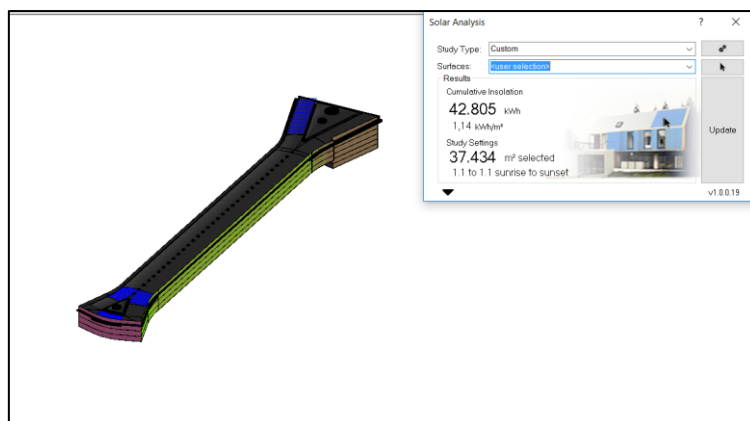 Solar Analysis
Study Type: Custom
Surfaces: <user selection>
Results
Cumulative Insolation
42.805 kWh
1,14 kWh/m²
Study Settings
37.434 m² selected
1.1 to 1.1 sunrise to sunset
Update
v1.0.0.19